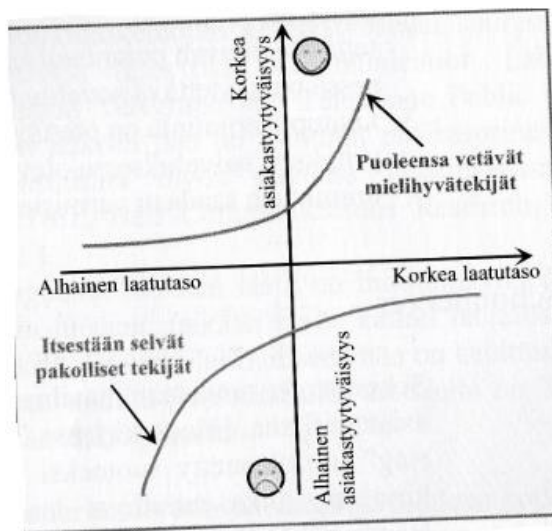 Korkea
asiakastyytyväisyys
Puoleensa vetävät
mielihyvätekijät
Alhainen laatutaso
Korkea laatutaso
Itsestään selvät
pakolliset tekijät
Alhainen
asiakastyytyväisyys